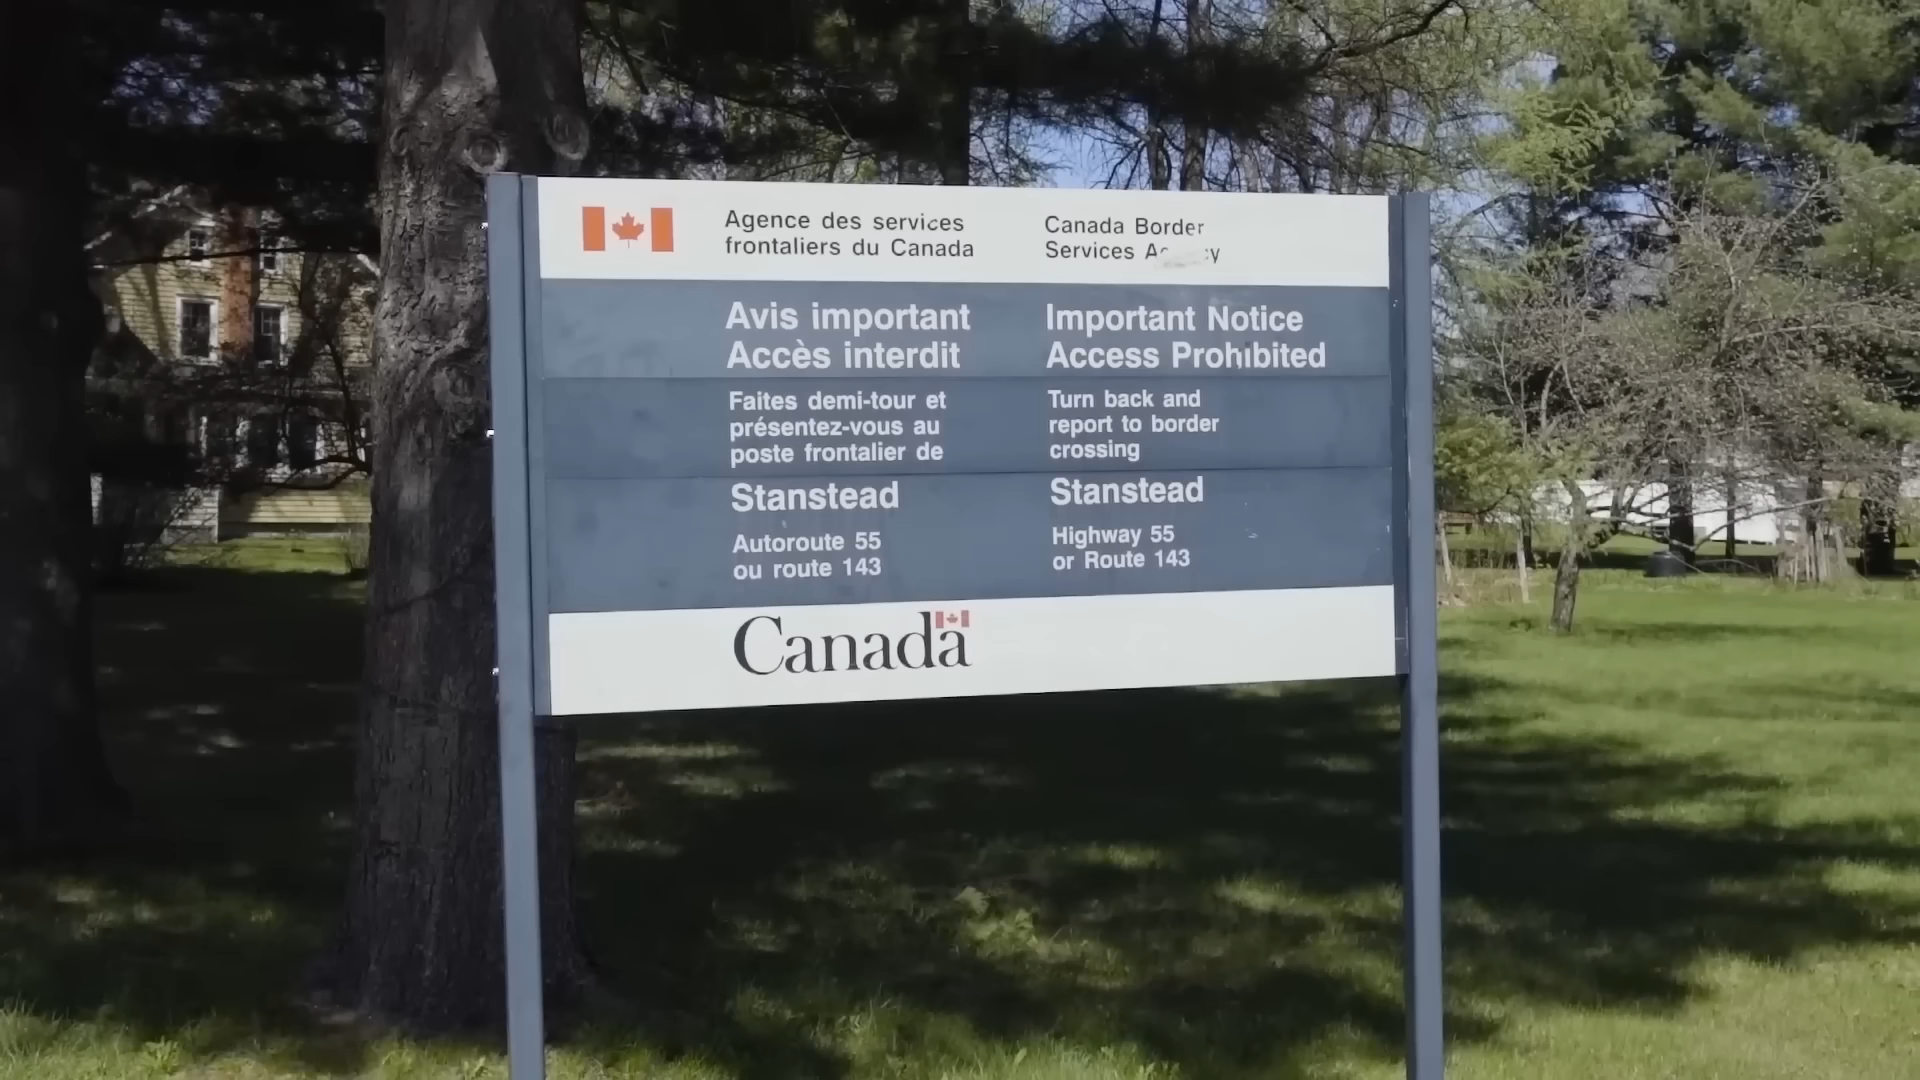 Agence des services
frontaliers du Canada
Canada Border
Services
Avis important
Accès interdit
Important Notice
Access Prohibited
Faites demi-tour et
présentez-vous au
poste frontalier de
Turn back and
report to border
crossing
Stanstead
Autoroute 55
ou route 143
Stanstead
Highway 55
or Route 143
Canada